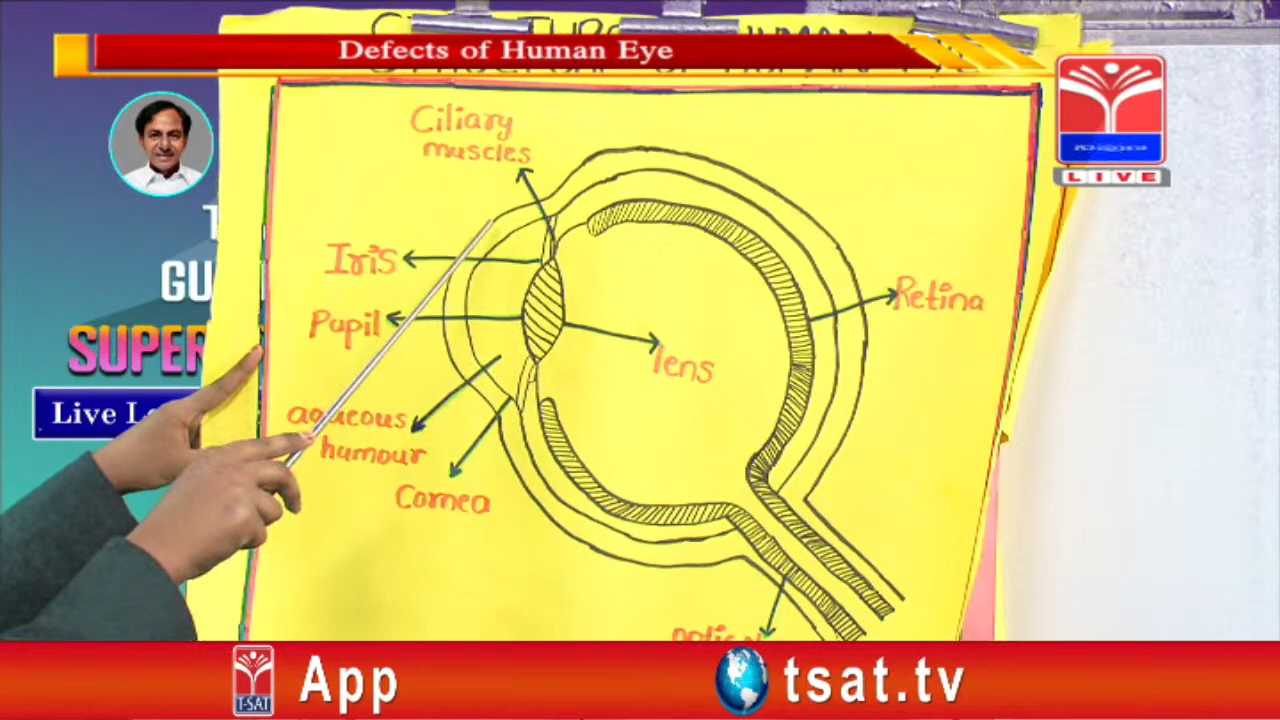 Defects of Human Eye
LIVE
Ciliary
muscles
Iris
Pupil
Retina
lens
aqueous
humour
Cornea
GU
SUPER
Live L
T-SAT
App
tsat.tv